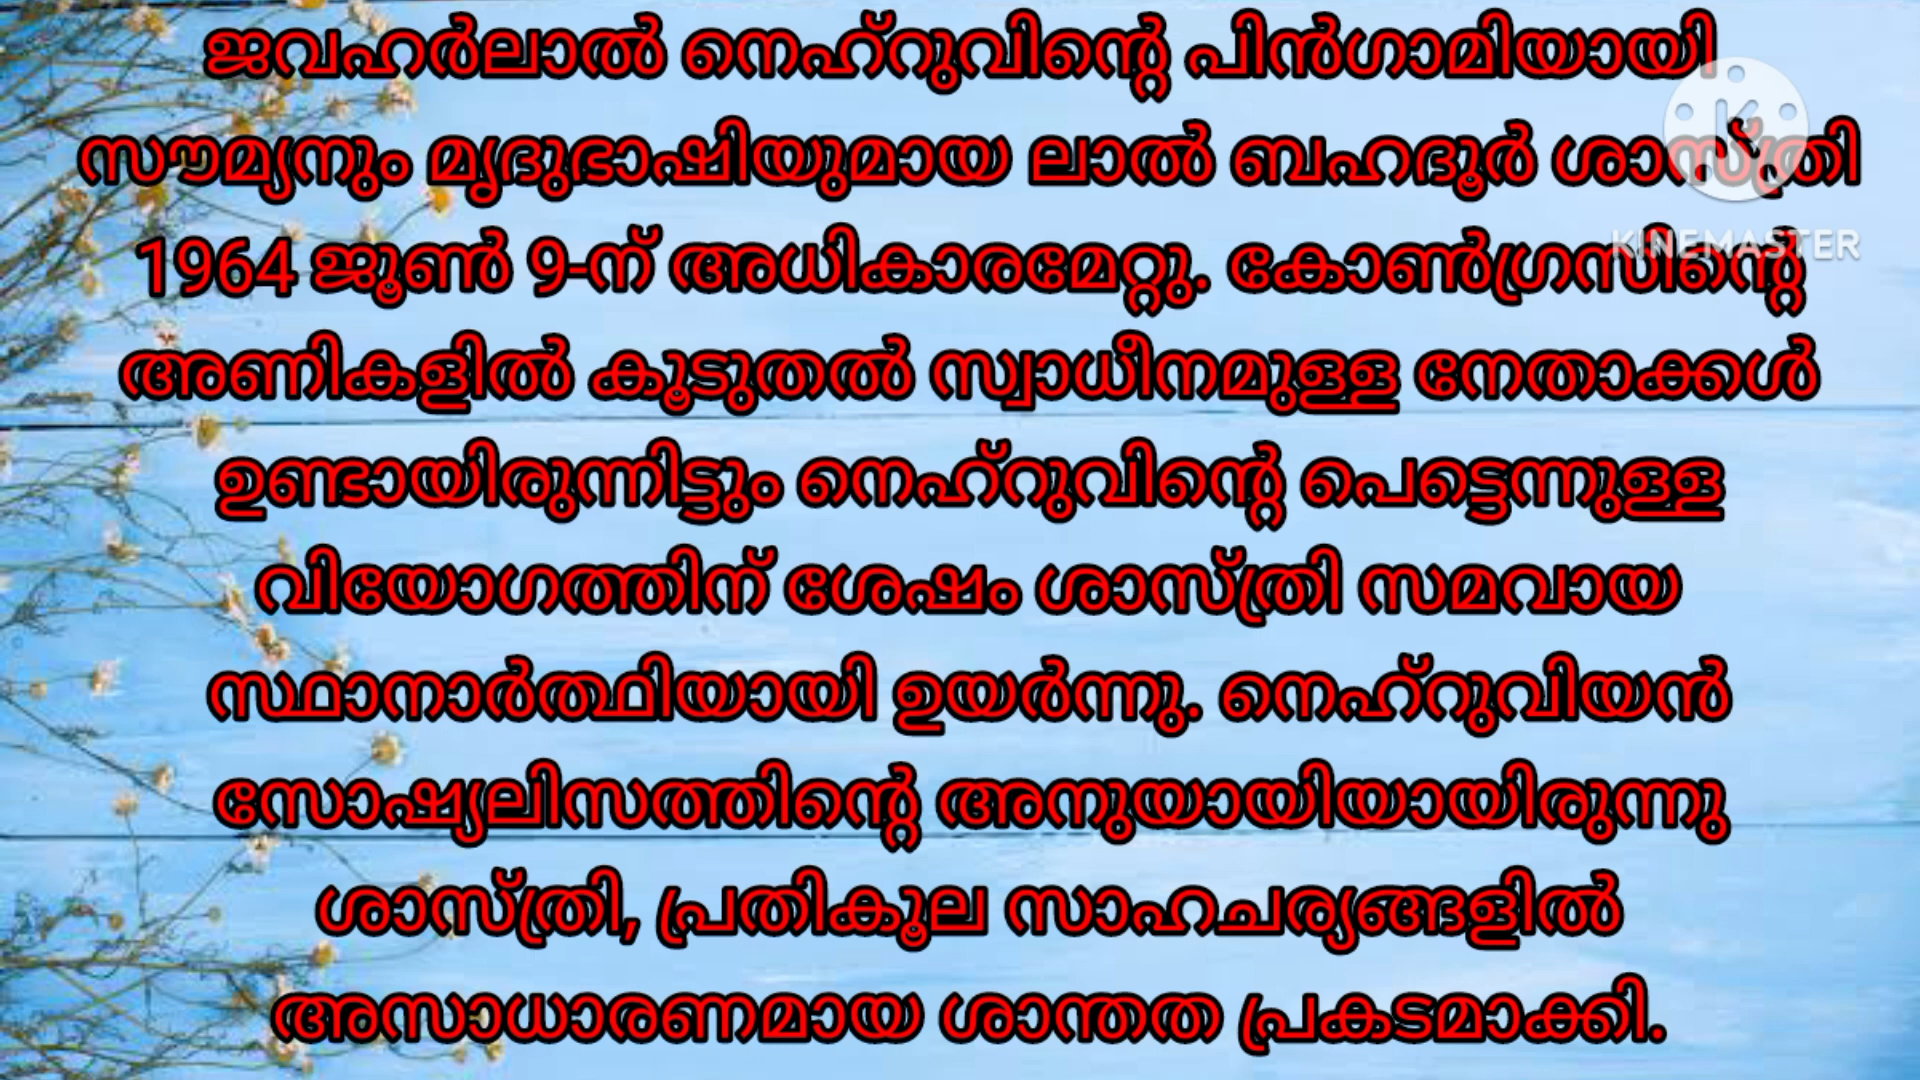 ജവഹർലാൽ നെഹ്റുവിന്റെ പിൻഗാമിയായി
സൗമ്യനും മൃദുഭാഷിയുമായ ലാൽ ബഹദൂർ ശാസ്ത്രി
1964 ജൂൺ 9-ന് അധികാരമേറ്റു. കോൺഗ്രസിന്റെ
KINEMASTER
അണികളിൽ കൂടുതൽ സ്വാധീനമുള്ള നേതാക്കൾ
ഉണ്ടായിരുന്നിട്ടും നെഹ്റുവിന്റെ പെട്ടെന്നുള്ള
വിയോഗത്തിന് ശേഷം ശാസ്ത്രി സമവായ
സ്ഥാനാർത്ഥിയായി ഉയർന്നു. നെഹ്റുവിയൻ
സോഷ്യലിസത്തിന്റെ അനുയായിയായിരുന്നു
ശാസ്ത്രി, പ്രതികൂല സാഹചര്യങ്ങളിൽ
അസാധാരണമായ ശാന്തത പ്രകടമാക്കി.